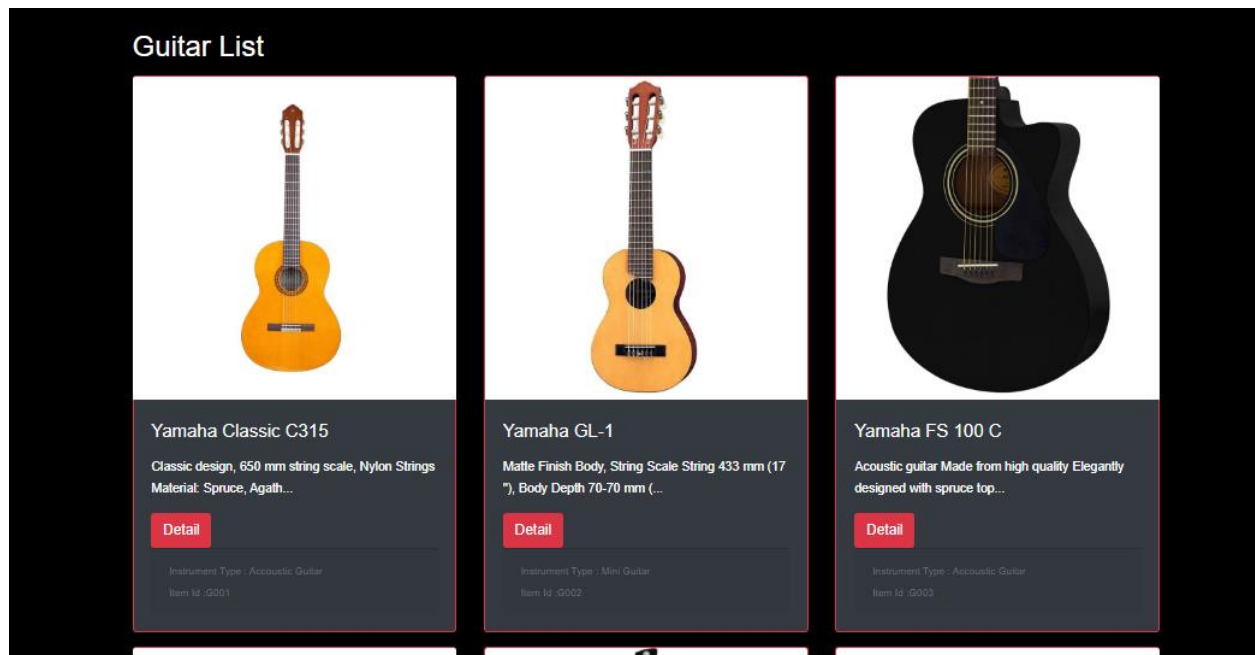 Guitar List
Yamaha Classic C315
Classic design, 650 mm string scale, Nylon Strings
Material: Spruce, Agath...
Detail
Instrument Type : Accoustic Guitar
Item Id :G001
Yamaha GL-1
Matte Finish Body, String Scale String 433 mm (17
"), Body Depth 70-70 mm (...
Detail
Instrument Type : Mini Guitar
Item Id :G002
Yamaha FS 100 C
Acoustic guitar Made from high quality Elegantly
designed with spruce top...
Detail
Instrument Type : Accoustic Guitar
Item Id :G003